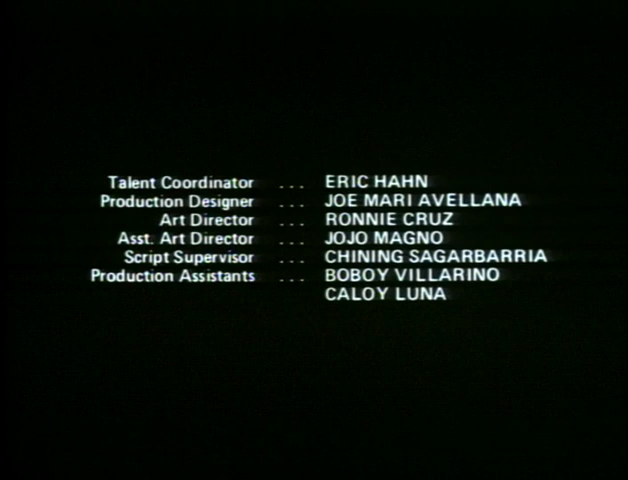 Talent Coordinator ... ERIC HAHN
Production Designer ... JOE MARI AVELLANA
Art Director ... RONNIE CRUZ
Asst. Art Director ... JOJO MAGNO
Script Supervisor ... CHINING SAGARBARRIA
Production Assistants ... BOBOY VILLARINO
CALOY LUNA